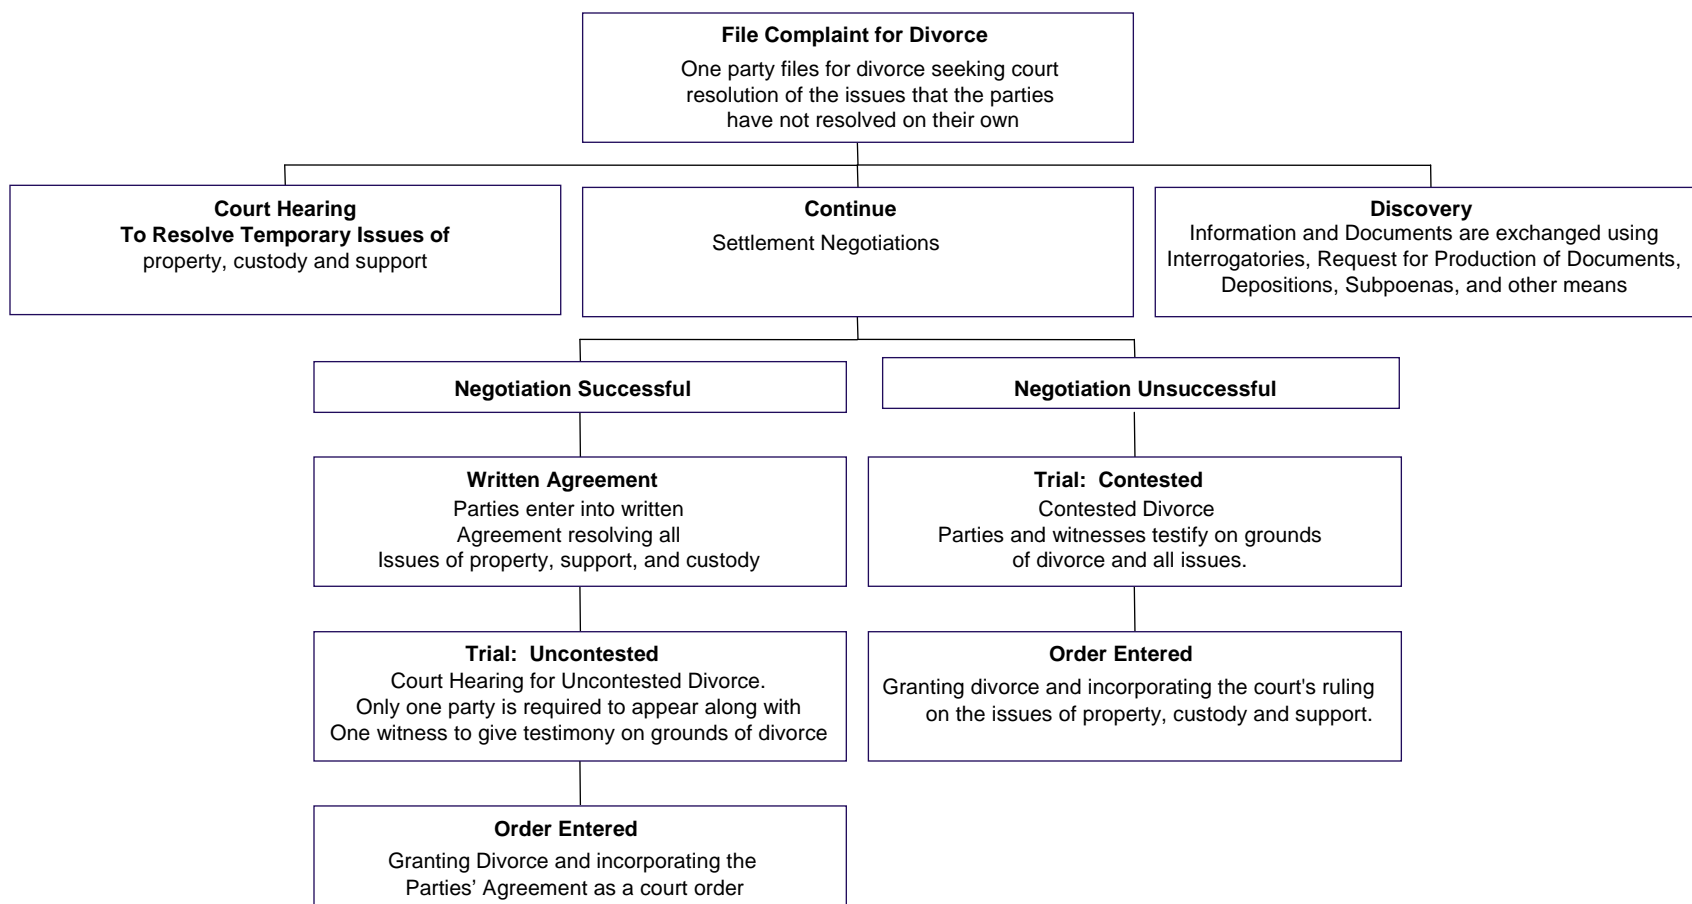 File Complaint for Divorce
One party files for divorce seeking court
resolution of the issues that the parties
have not resolved on their own
Court Hearing
To Resolve Temporary Issues of
property, custody and support
Continue
Settlement Negotiations
Discovery
Information and Documents are exchanged using
Interrogatories, Request for Production of Documents,
Depositions, Subpoenas, and other means
Negotiation Successful
Negotiation Unsuccessful
Written Agreement
Parties enter into written
Agreement resolving all
Issues of property, support, and custody
Trial: Contested
Contested Divorce
Parties and witnesses testify on grounds
of divorce and all issues.
Trial: Uncontested
Court Hearing for Uncontested Divorce.
Only one party is required to appear along with
One witness to give testimony on grounds of divorce
Order Entered
Granting divorce and incorporating the court's ruling
on the issues of property, custody and support.
Order Entered
Granting Divorce and incorporating the
Parties’ Agreement as a court order